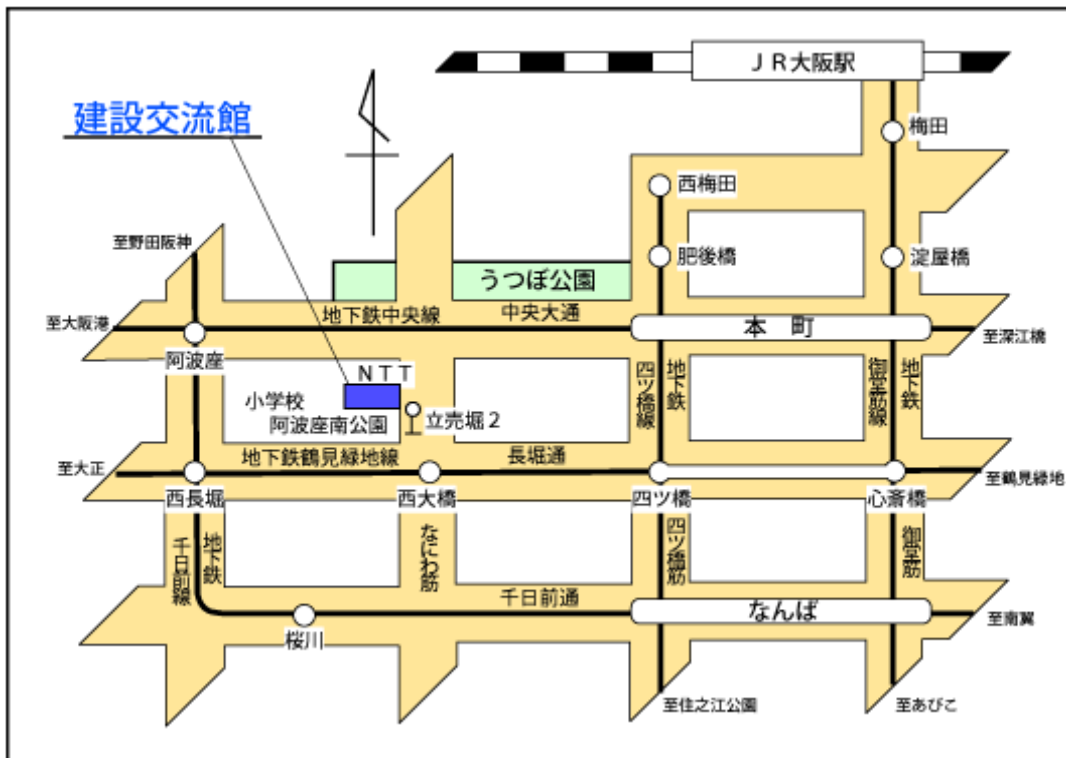 ＪＲ大阪駅
建設交流館
梅田
西梅田
至野田阪神
肥後橋
淀屋橋
うつぼ公園
地下鉄中央線
中央大通
至大阪港
本　町
至深江橋
阿波座
ＮＴＴ
四ツ橋線
地下鉄
御堂筋線
地下鉄
小学校
阿波座南公園
立売堀２
地下鉄鶴見緑地線
長堀通
至大正
至鶴見緑地
西長堀
西大橋
四ツ橋
心斎橋
千日前線
地下鉄
なにわ筋
四ツ橋筋
御堂筋
千日前通
なんば
至南巽
桜川
至住之江公園
至あびこ